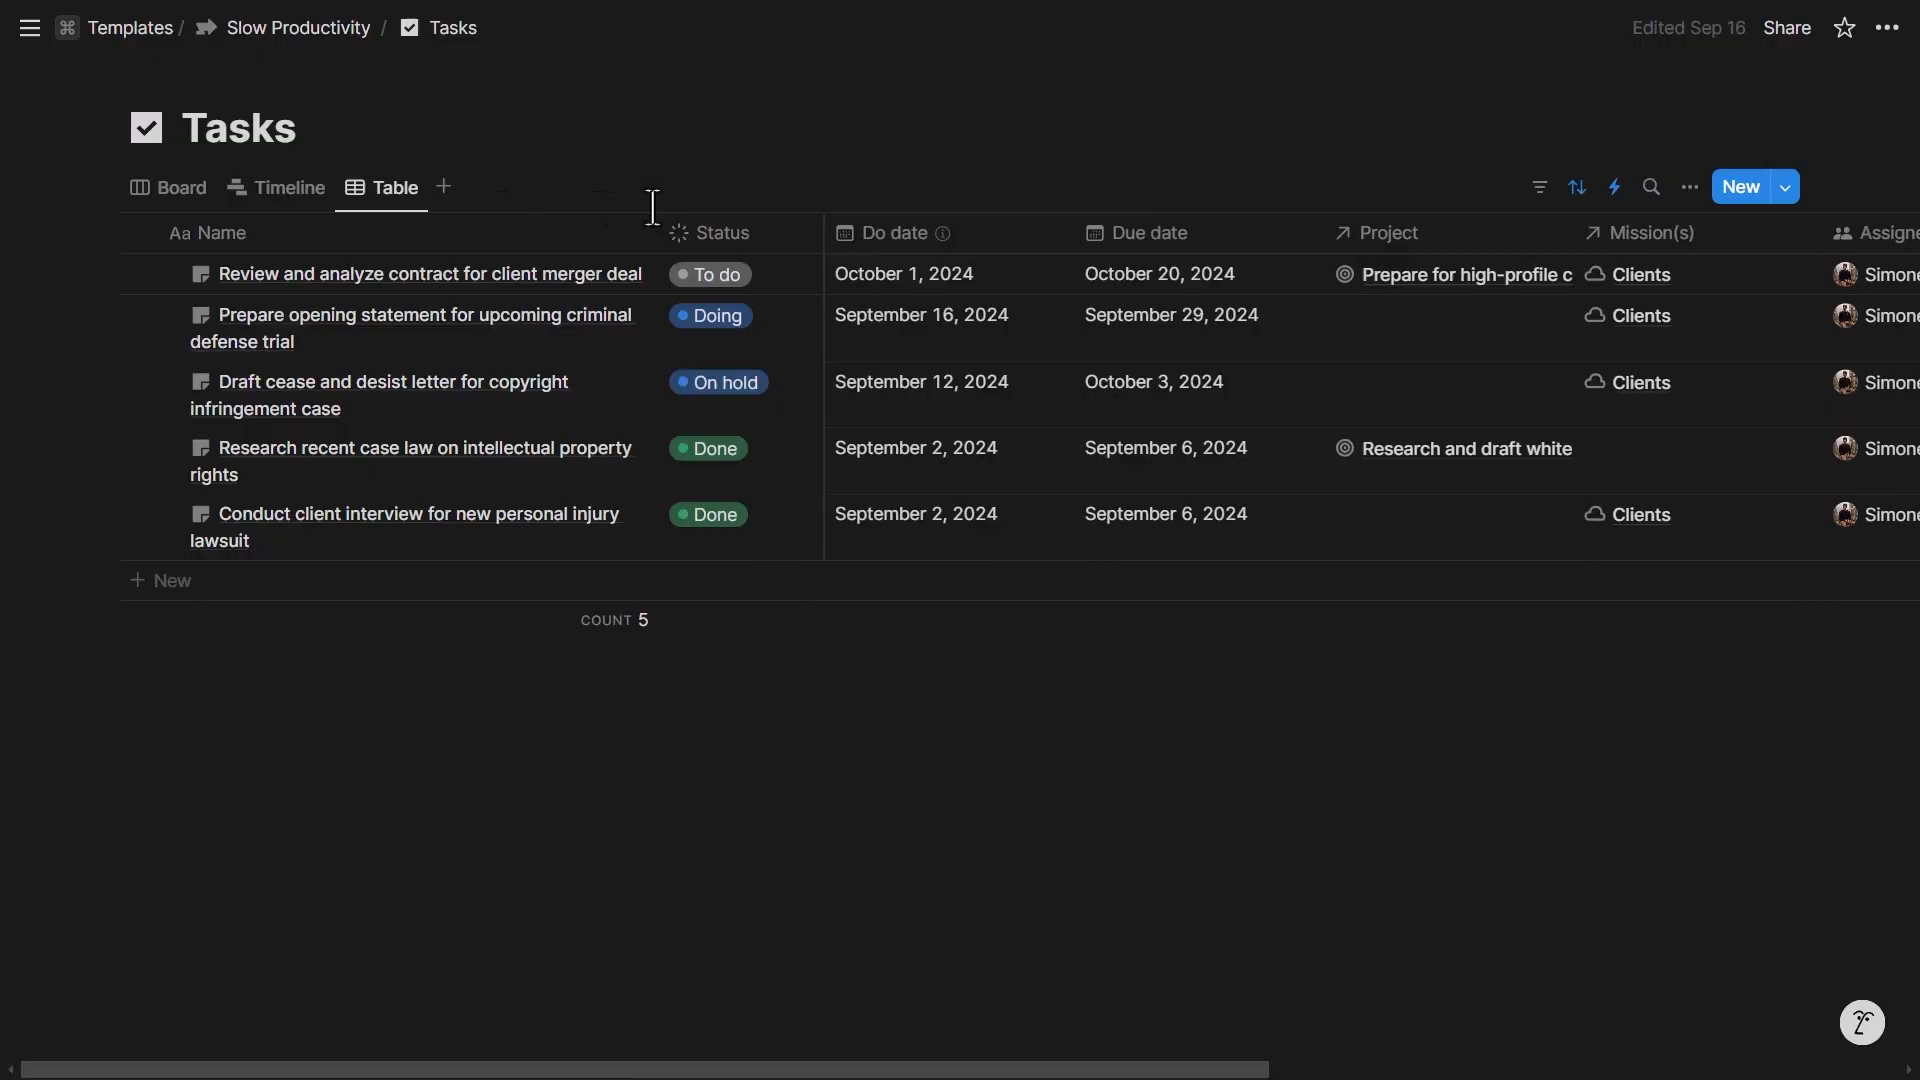 Templates / Slow Productivity / Tasks
Edited Sep 16 Share
Tasks
Board Timeline Table
New
Aa Name Status Do date Due date Project Mission(s) Assigne
Review and analyze contract for client merger deal To do October 1, 2024 October 20, 2024 Prepare for high-profile c Clients Simone
Prepare opening statement for upcoming criminal Doing September 16, 2024 September 29, 2024 Clients Simone
defense trial
Draft cease and desist letter for copyright On hold September 12, 2024 October 3, 2024 Clients Simone
infringement case
Research recent case law on intellectual property Done September 2, 2024 September 6, 2024 Research and draft white Simone
rights
Conduct client interview for new personal injury Done September 2, 2024 September 6, 2024 Clients Simone
lawsuit
+ New
COUNT 5